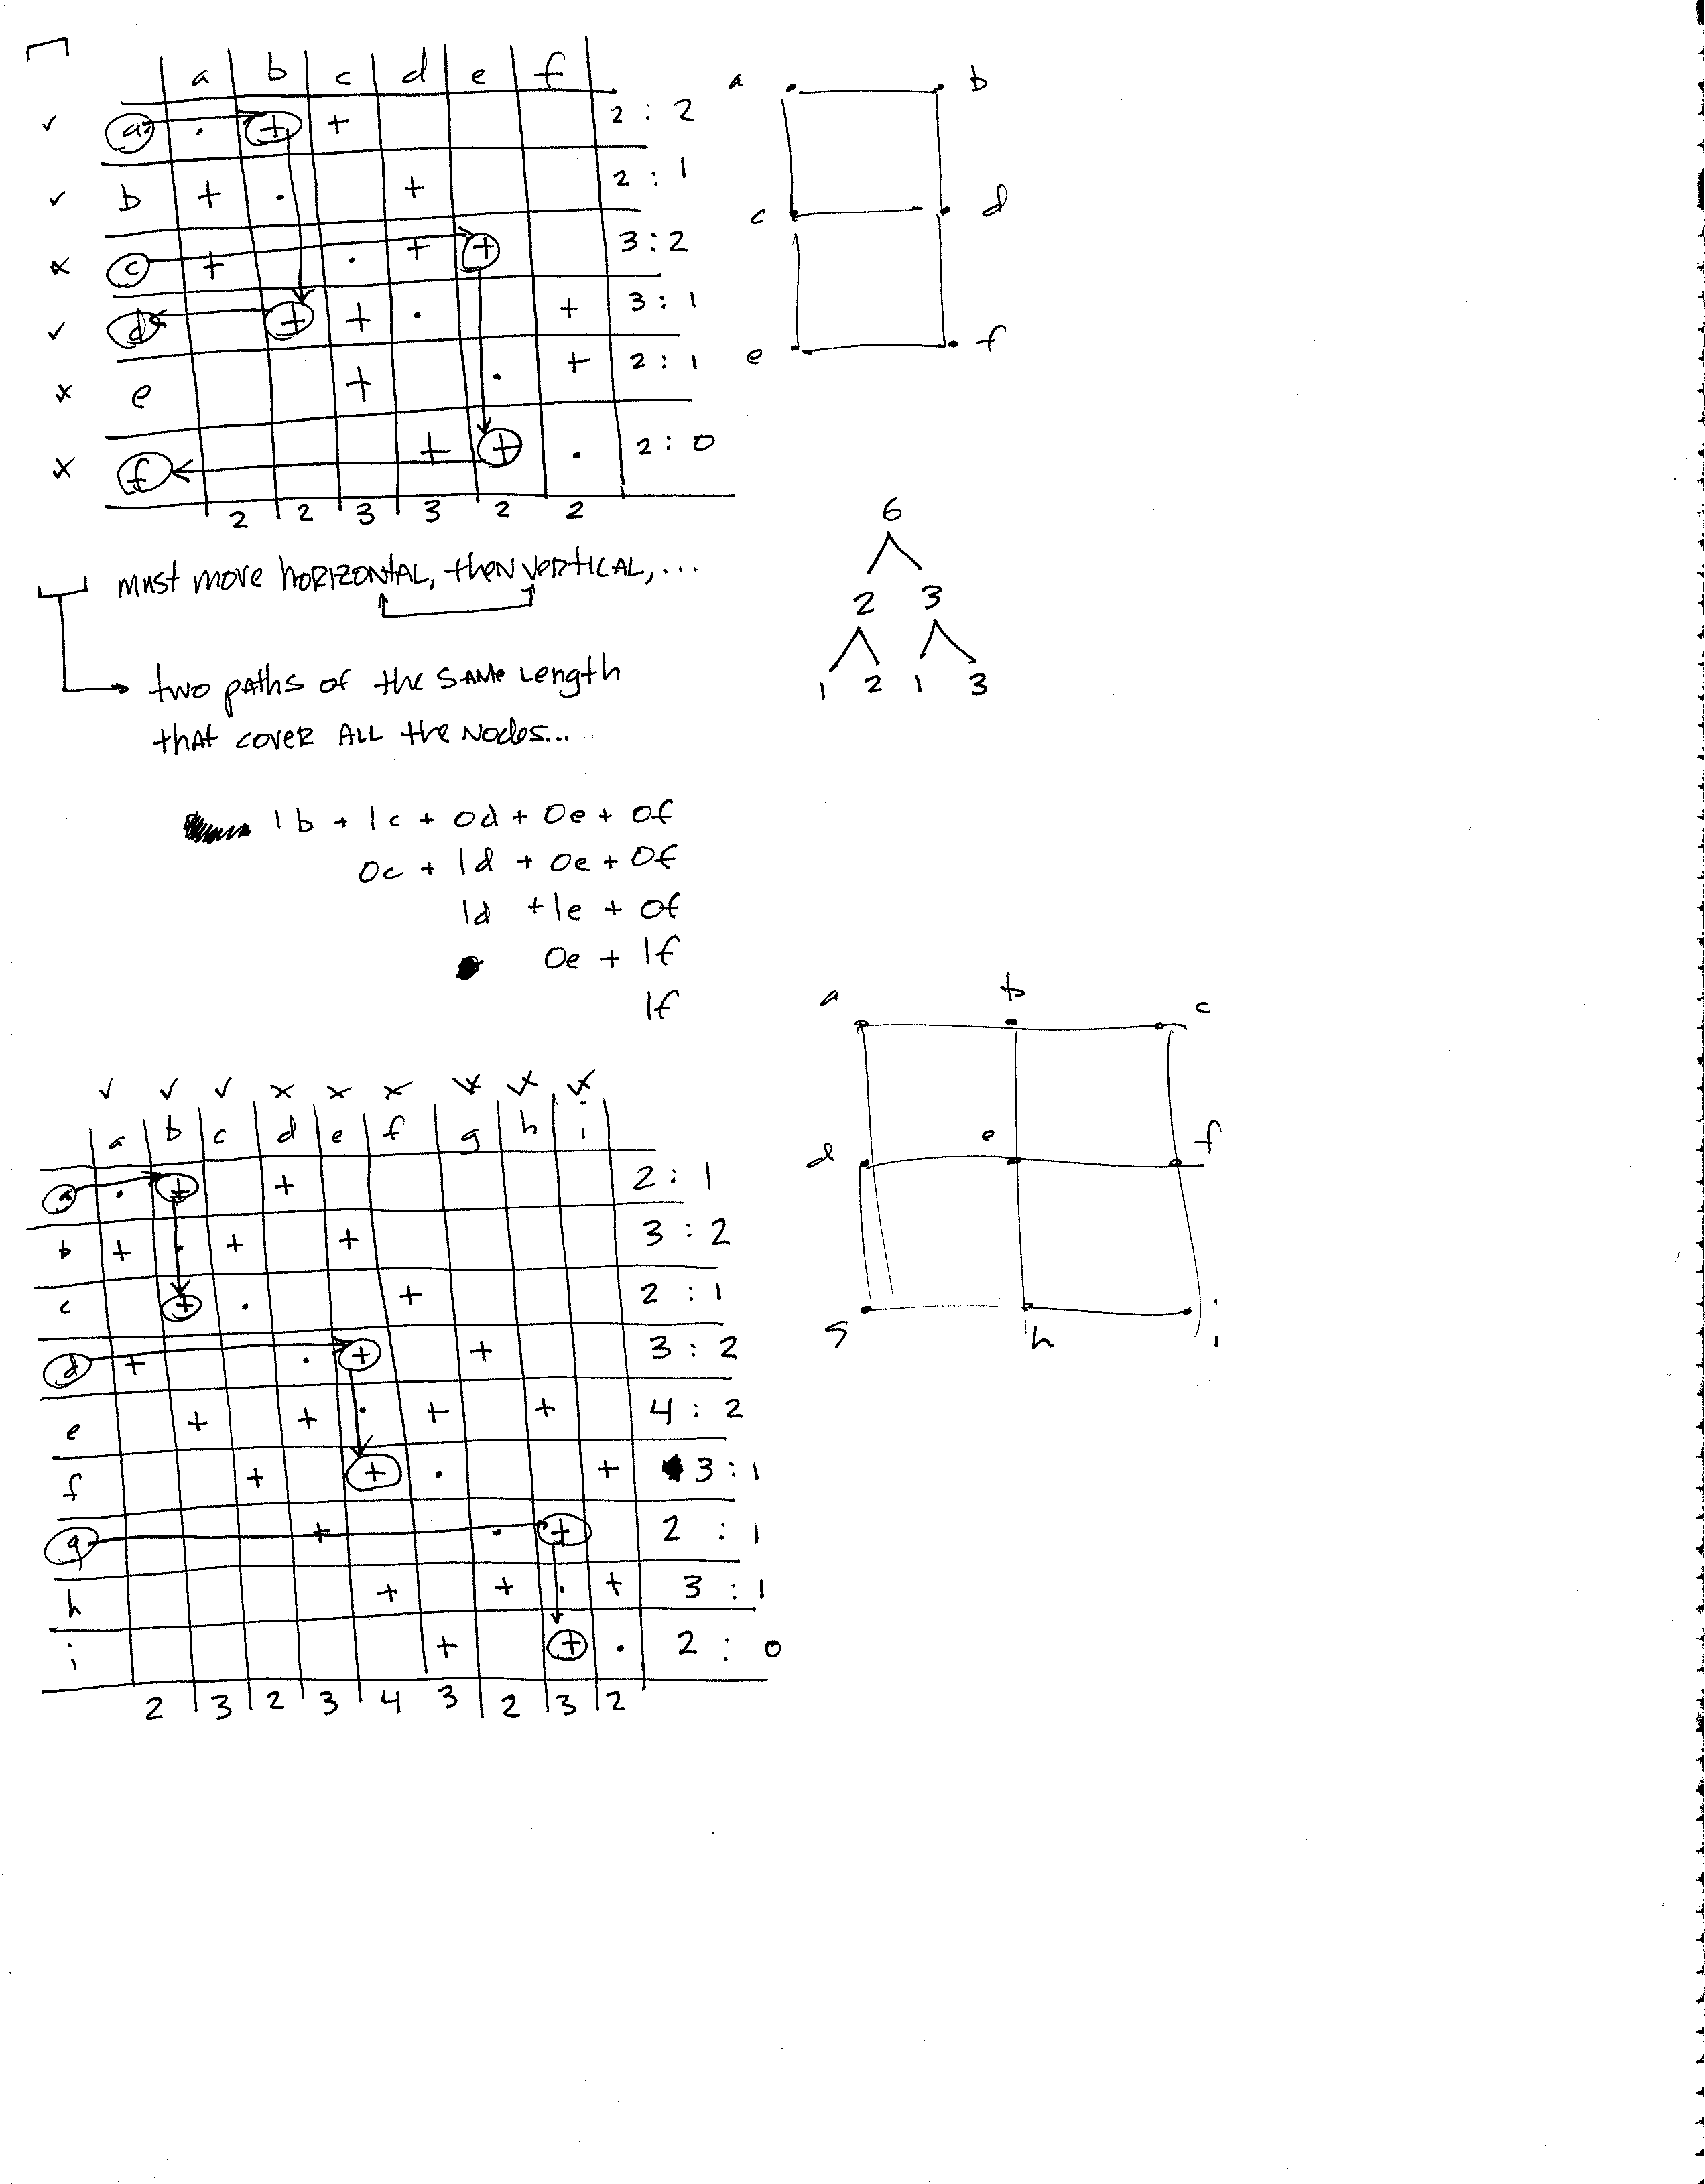 a b c d e f
✓ a · + + 2 : 2
✓ b + · + 2 : 1
x c + · + + 3 : 2
✓ d + + · + 3 : 1
x e + · + 2 : 1
x f + + · 2 : 0
2 2 3 3 2 2
a b
c d
e f
must move HORIZONTAL, then VERTICAL, ...
6
2 3
1 2 1 3
two paths of the same length
that cover all the nodes...
1b + 1c + 0d + 0e + 0f
0c + 1d + 0e + 0f
1d + 1e + 0f
0e + 1f
1f
a b c
d e f
g h i
✓ ✓ ✓ x x x
a b c d e f g h i
a · + + 2 : 1
b + · + + 3 : 2
c + · + 2 : 1
d + · + + 3 : 2
e + + · + + 4 : 2
f + + · + 3 : 1
g + · + 2 : 1
h + + · + 3 : 1
i + + · 2 : 0
2 3 2 3 4 3 2 3 2